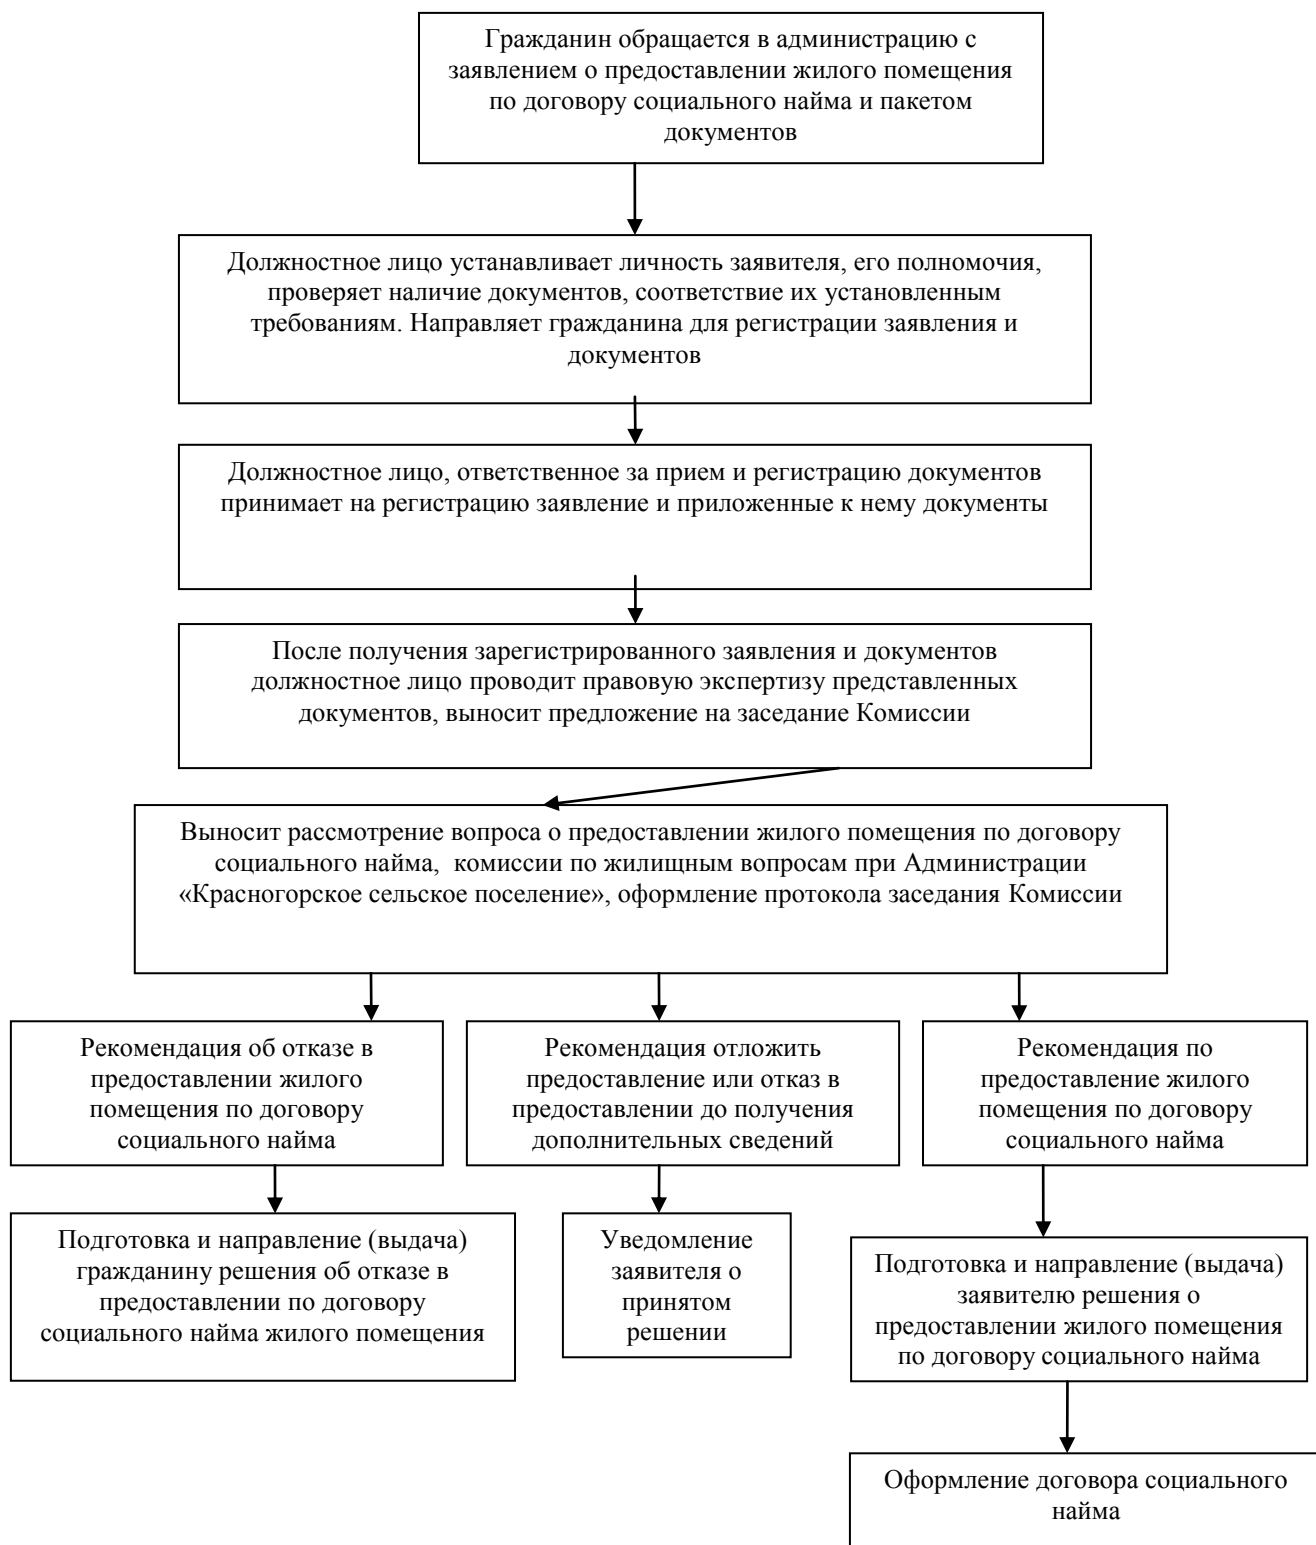 Гражданин обращается в администрацию с
заявлением о предоставлении жилого помещения
по договору социального найма и пакетом
документов
Должностное лицо устанавливает личность заявителя, его полномочия,
проверяет наличие документов, соответствие их установленным
требованиям. Направляет гражданина для регистрации заявления и
документов
Должностное лицо, ответственное за прием и регистрацию документов
принимает на регистрацию заявление и приложенные к нему документы
После получения зарегистрированного заявления и документов
должностное лицо проводит правовую экспертизу представленных
документов, выносит предложение на заседание Комиссии
Выносит рассмотрение вопроса о предоставлении жилого помещения по договору
социального найма,  комиссии по жилищным вопросам при Администрации
«Красногорское сельское поселение», оформление протокола заседания Комиссии
Рекомендация об отказе в
предоставлении жилого
помещения по договору
социального найма
Рекомендация отложить
предоставление или отказ в
предоставлении до получения
дополнительных сведений
Рекомендация по
предоставление жилого
помещения по договору
социального найма
Подготовка и направление (выдача)
гражданину решения об отказе в
предоставлении по договору
социального найма жилого помещения
Уведомление
заявителя о
принятом
решении
Подготовка и направление (выдача)
заявителю решения о
предоставлении жилого помещения
по договору социального найма
Оформление договора социального
найма